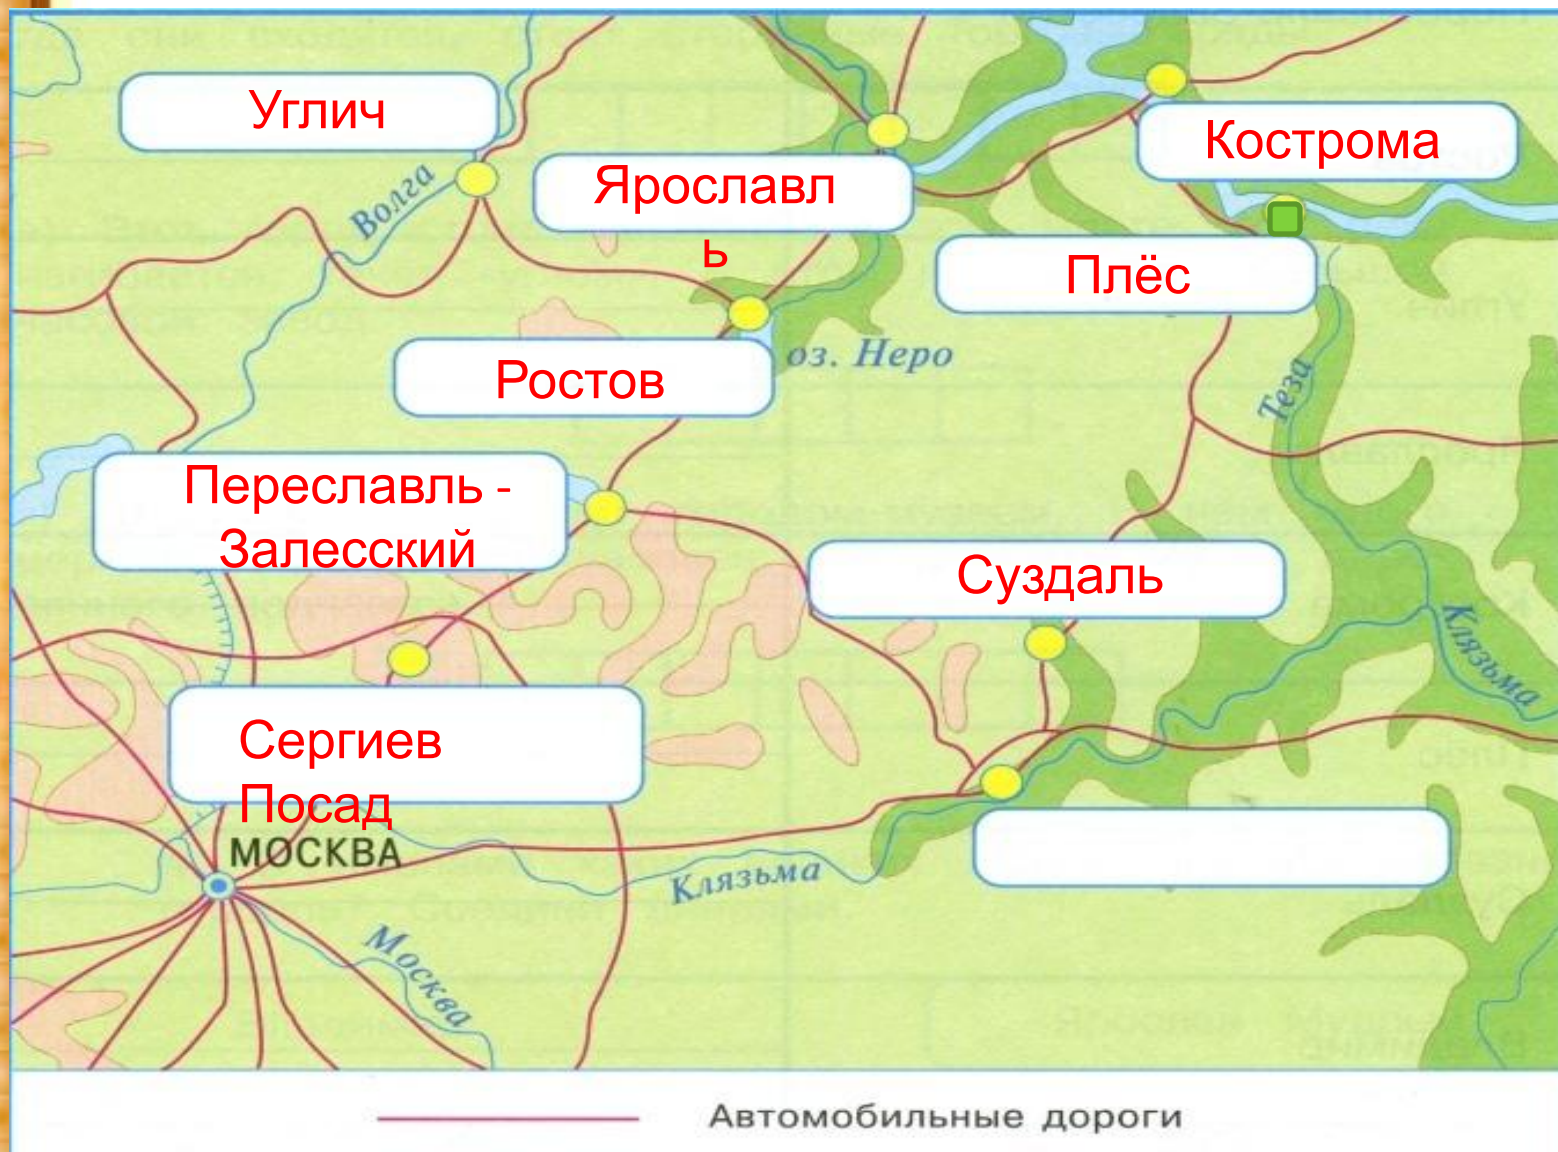 Углич
Кострома
Волга
Ярославл
ь
Плёс
оз. Неро
Ростов
Теза
Переславль -
Залесский
Суздаль
Клязьма
Сергиев
Посад
МОСКВА
Клязьма
Москва
Автомобильные дороги